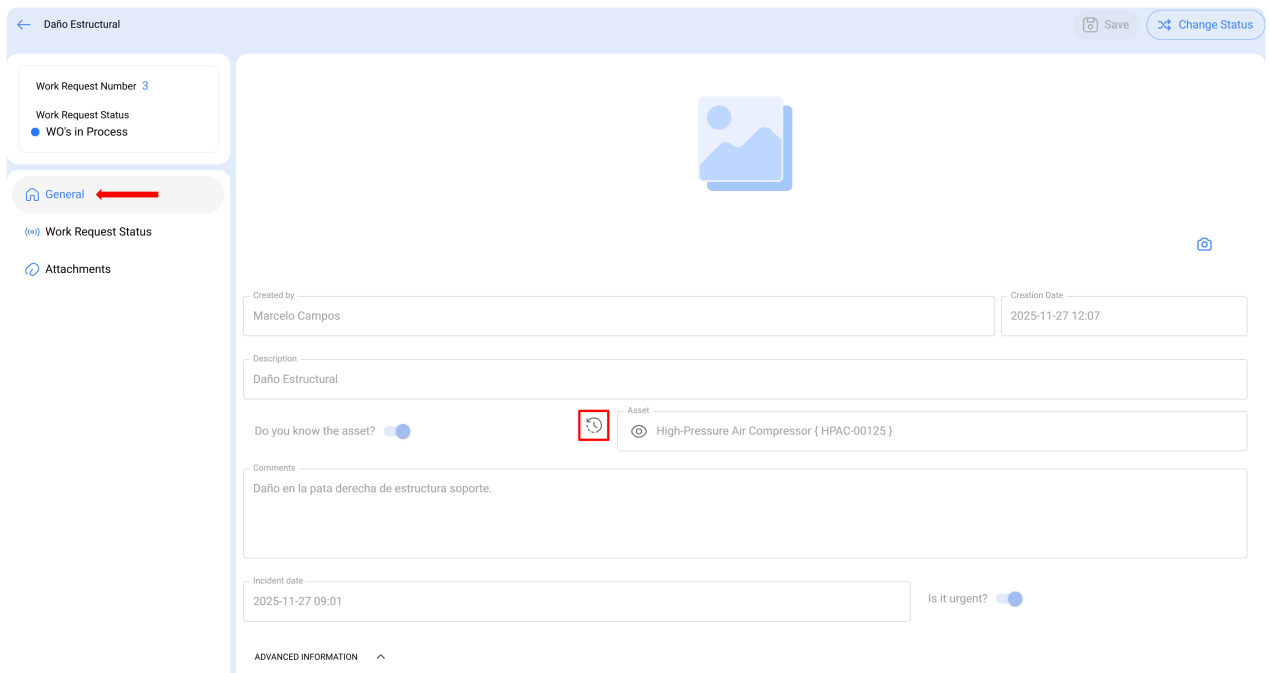 Daño Estructural
Save
Change Status
Work Request Number 3
Work Request Status
WO's in Process
General
Work Request Status
Attachments
Created by
Marcelo Campos
Creation Date
2025-11-27 12:07
Description
Daño Estructural
Do you know the asset?
Asset
High-Pressure Air Compressor { HPAC-00125 }
Comments
Daño en la pata derecha de estructura soporte.
Incident date
2025-11-27 09:01
Is it urgent?
ADVANCED INFORMATION